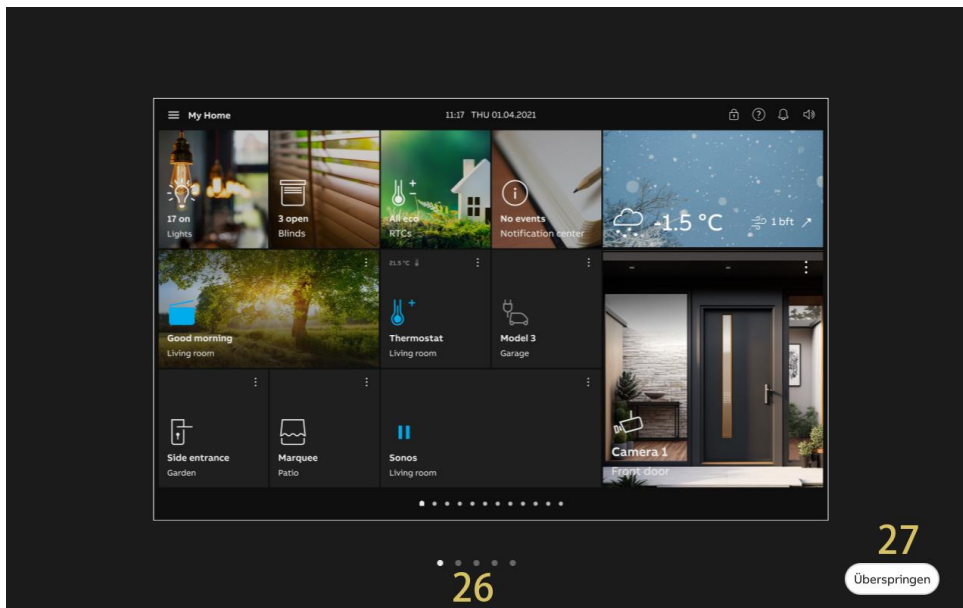 My Home
11:17 THU 01.04.2021
17 on
Lights
3 open
Blinds
All eco
RTCs
No events
Notification center
-1.5 °C
1 bft
Good morning
Living room
21.5 °C
Thermostat
Living room
Model 3
Garage
Camera 1
Front door
Side entrance
Garden
Marquee
Patio
Sonos
Living room
26
27
Überspringen